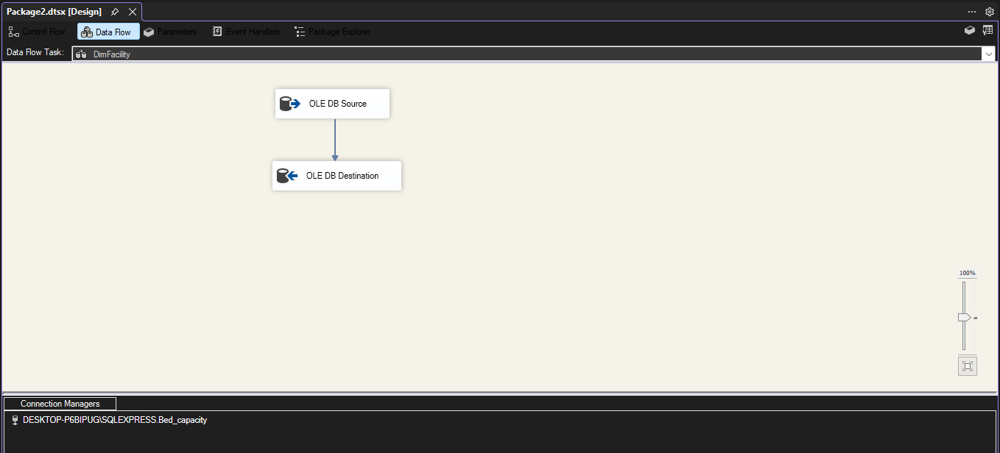 Package2.dtsx [Design]
Control Flow Data Flow Parameters Event Handlers Package Explorer
Data Flow Task: DimFacility
OLE DB Source
OLE DB Destination
100%
Connection Managers
DESKTOP-P6BIPUG\SQLEXPRESS.Bed_capacity